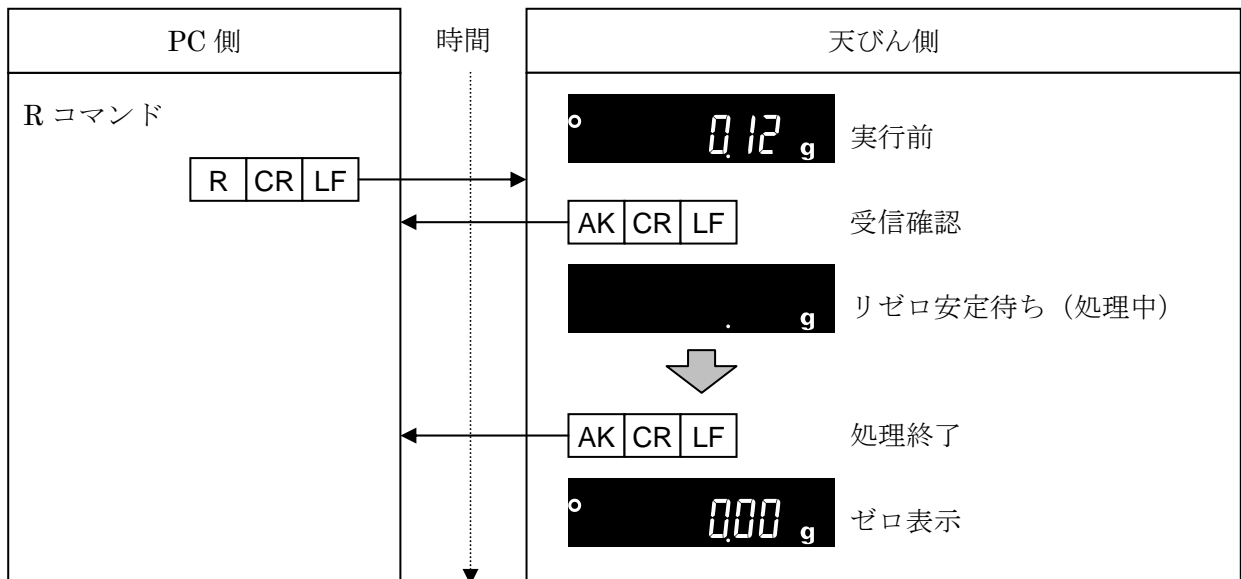 PC 側 時間 天びん側
R コマンド
0.12 g 実行前
R CR LF
AK CR LF 受信確認
. g リゼロ安定待ち（処理中）
AK CR LF 処理終了
0.00 g ゼロ表示